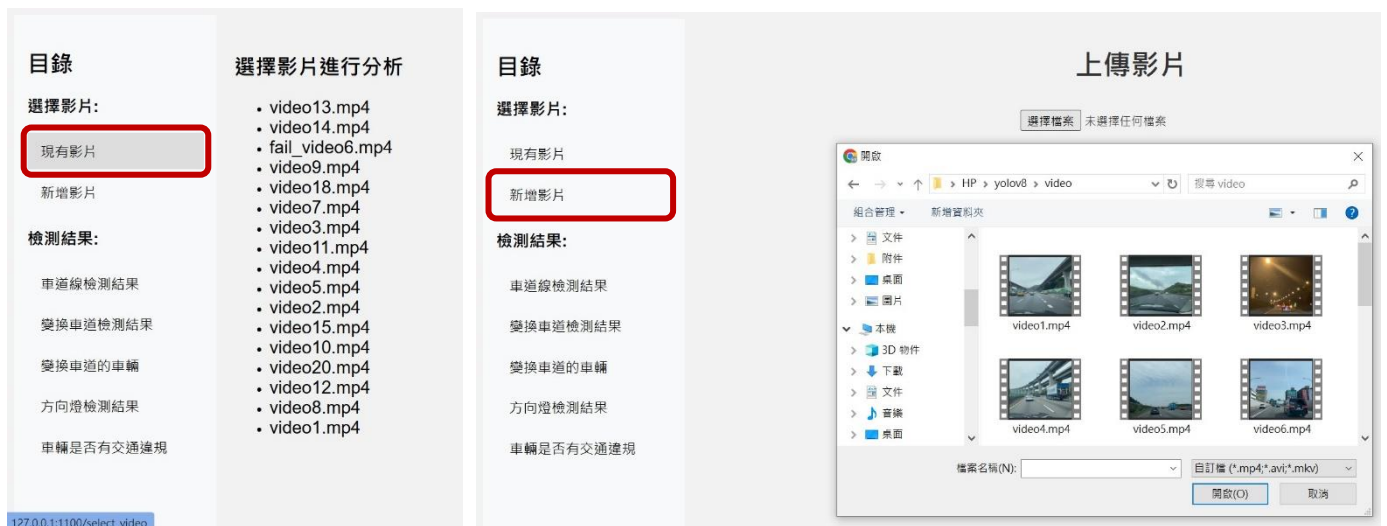 目錄
選擇影片:
現有影片
新增影片
檢測結果:
車道線檢測結果
變換車道檢測結果
變換車道的車輛
方向燈檢測結果
車輛是否有交通違規
127.0.0.1:1100/select_video
選擇影片進行分析
• video13.mp4
• video14.mp4
• fail_video6.mp4
• video9.mp4
• video18.mp4
• video7.mp4
• video3.mp4
• video11.mp4
• video4.mp4
• video5.mp4
• video2.mp4
• video15.mp4
• video10.mp4
• video20.mp4
• video12.mp4
• video8.mp4
• video1.mp4
目錄
選擇影片:
現有影片
新增影片
檢測結果:
車道線檢測結果
變換車道檢測結果
變換車道的車輛
方向燈檢測結果
車輛是否有交通違規
上傳影片
選擇檔案 未選擇任何檔案
開啟
HP > yolov8 > video 搜尋 video
組合管理 新增資料夾
文件
附件
桌面
圖片
本機
3D 物件
下載
文件
音樂
桌面
video1.mp4 video2.mp4 video3.mp4
video4.mp4 video5.mp4 video6.mp4
檔案名稱(N): 自訂檔 (*.mp4;*.avi;*.mkv)
開啟(O) 取消